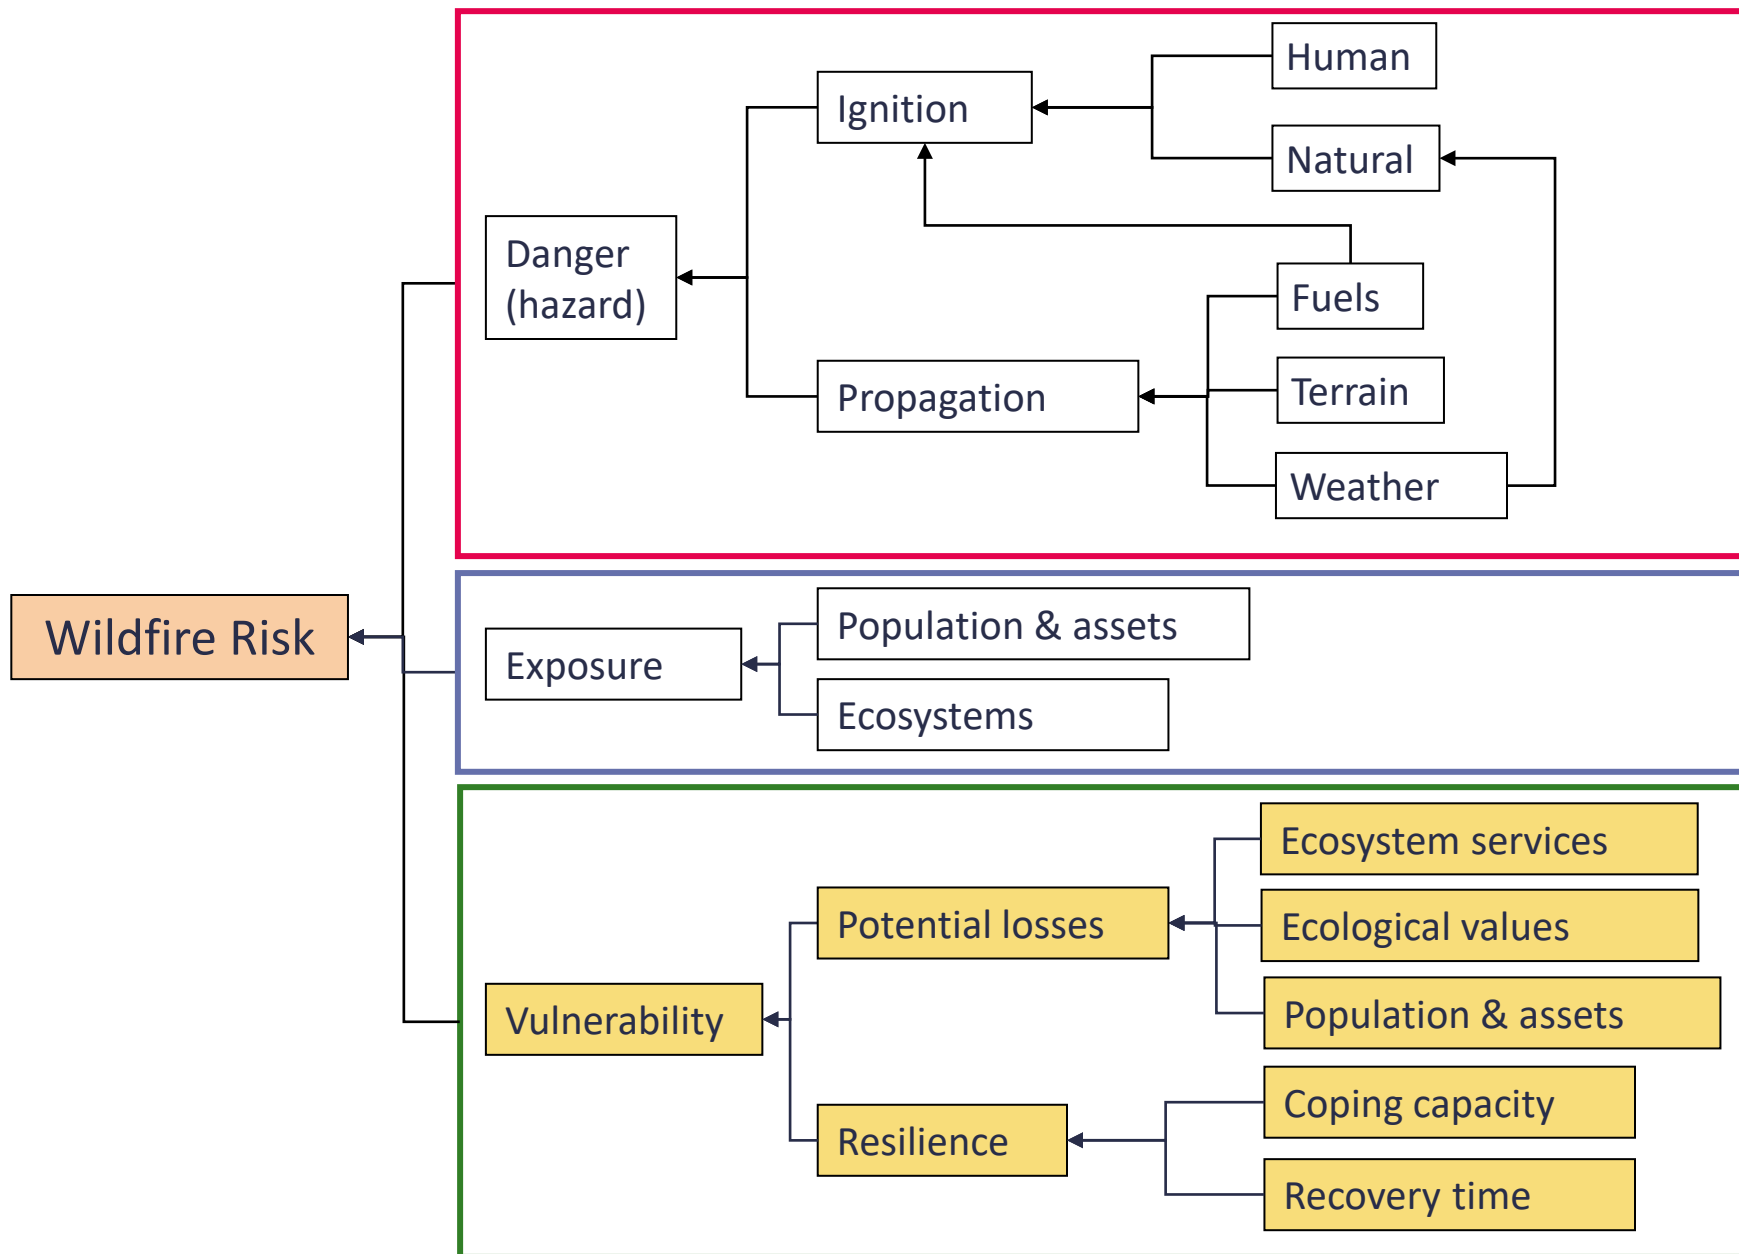 Human
Ignition
Natural
Danger
(hazard)
Fuels
Propagation
Terrain
Weather
Wildfire Risk
Population & assets
Exposure
Ecosystems
Ecosystem services
Potential losses
Ecological values
Vulnerability
Population & assets
Coping capacity
Resilience
Recovery time